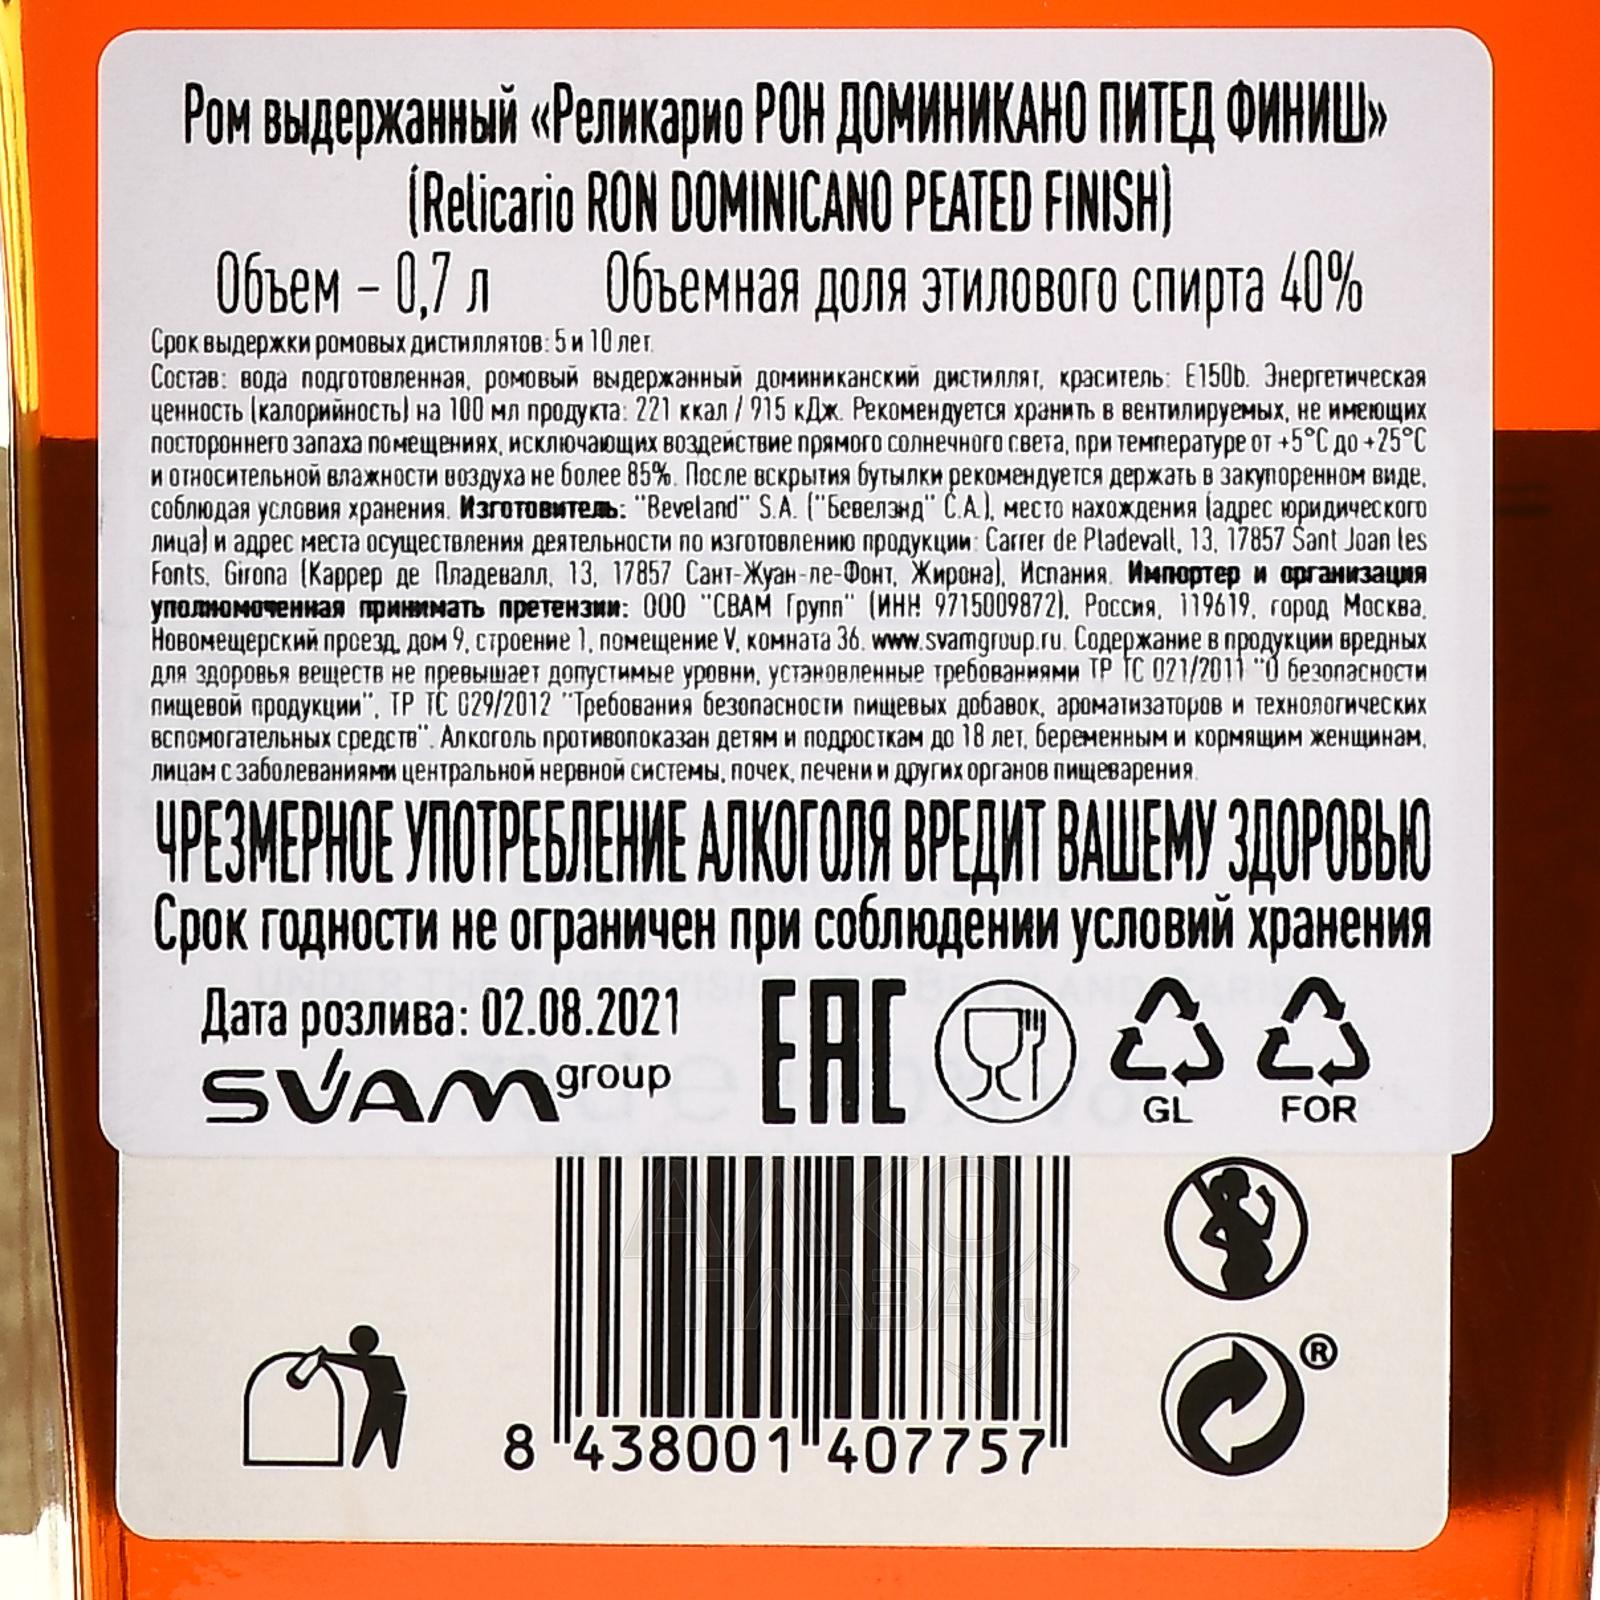 Ром выдержанный «Реликарио РОН ДОМИНИКАНО ПИТЕД ФИНИШ»
(Relicario RON DOMINICANO PEATED FINISH)
Объем – 0,7 л Объемная доля этилового спирта 40%
Срок выдержки ромовых дистиллятов: 5 и 10 лет.
Состав: вода подготовленная, ромовый выдержанный доминиканский дистиллят, краситель: E150b. Энергетическая
ценность (калорийность) на 100 мл продукта: 221 ккал / 915 кДж. Рекомендуется хранить в вентилируемых, не имеющих
постороннего запаха помещениях, исключающих воздействие прямого солнечного света, при температуре от +5°C до +25°C
и относительной влажности воздуха не более 85%. После вскрытия бутылки рекомендуется держать в закупоренном виде,
соблюдая условия хранения. Изготовитель: "Beveland" S.A. ("Бевелэнд" С.А.), место нахождения (адрес юридического
лица) и адрес места осуществления деятельности по изготовлению продукции: Carrer de Pladevall, 13, 17857 Sant Joan les
Fonts, Girona (Каррер де Пладевалл, 13, 17857 Сант-Жуан-ле-Фонт, Жирона), Испания. Импортер и организация
уполномоченная принимать претензии: ООО "СВАМ Групп" (ИНН 9715009872), Россия, 119619, город Москва,
Новомещерский проезд, дом 9, строение 1, помещение V, комната 36. www.svamgroup.ru. Содержание в продукции вредных
для здоровья веществ не превышает допустимые уровни, установленные требованиями ТР ТС 021/2011 "О безопасности
пищевой продукции", ТР ТС 029/2012 "Требования безопасности пищевых добавок, ароматизаторов и технологических
вспомогательных средств". Алкоголь противопоказан детям и подросткам до 18 лет, беременным и кормящим женщинам,
лицам с заболеваниями центральной нервной системы, почек, печени и других органов пищеварения.
ЧРЕЗМЕРНОЕ УПОТРЕБЛЕНИЕ АЛКОГОЛЯ ВРЕДИТ ВАШЕМУ ЗДОРОВЬЮ
Срок годности не ограничен при соблюдении условий хранения
Дата розлива: 02.08.2021
SVAM group
EAC
GL FOR
АЛКО
ПЛАЗА
®
8 438001 407757